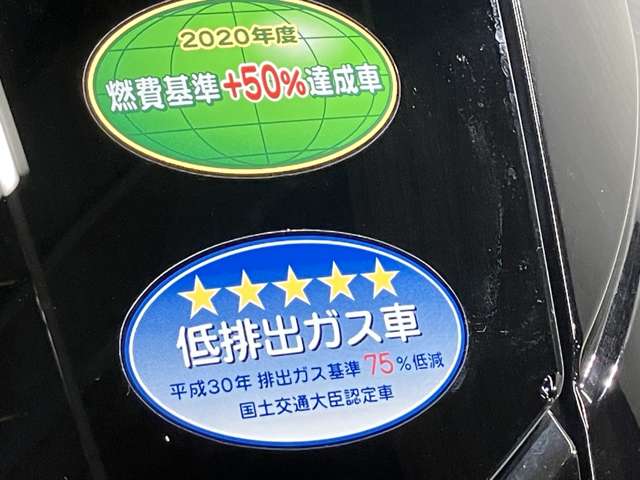 2020年度
燃費基準+50%達成車
低排出ガス車
平成30年 排出ガス基準 75%低減
国土交通大臣認定車